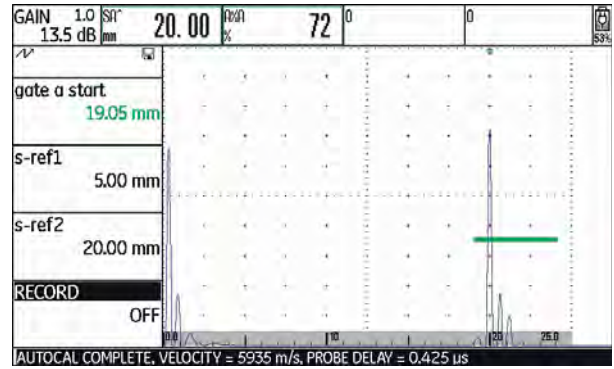 GAIN 1.0 SA^ A%A 0 0
13.5 dB mm 20.00 % 72 53%
gate a start
19.05 mm
s-ref1
5.00 mm
s-ref2
20.00 mm
RECORD
OFF
0.0 10 20 25.0
AUTOCAL COMPLETE, VELOCITY = 5935 m/s, PROBE DELAY = 0.425 µs